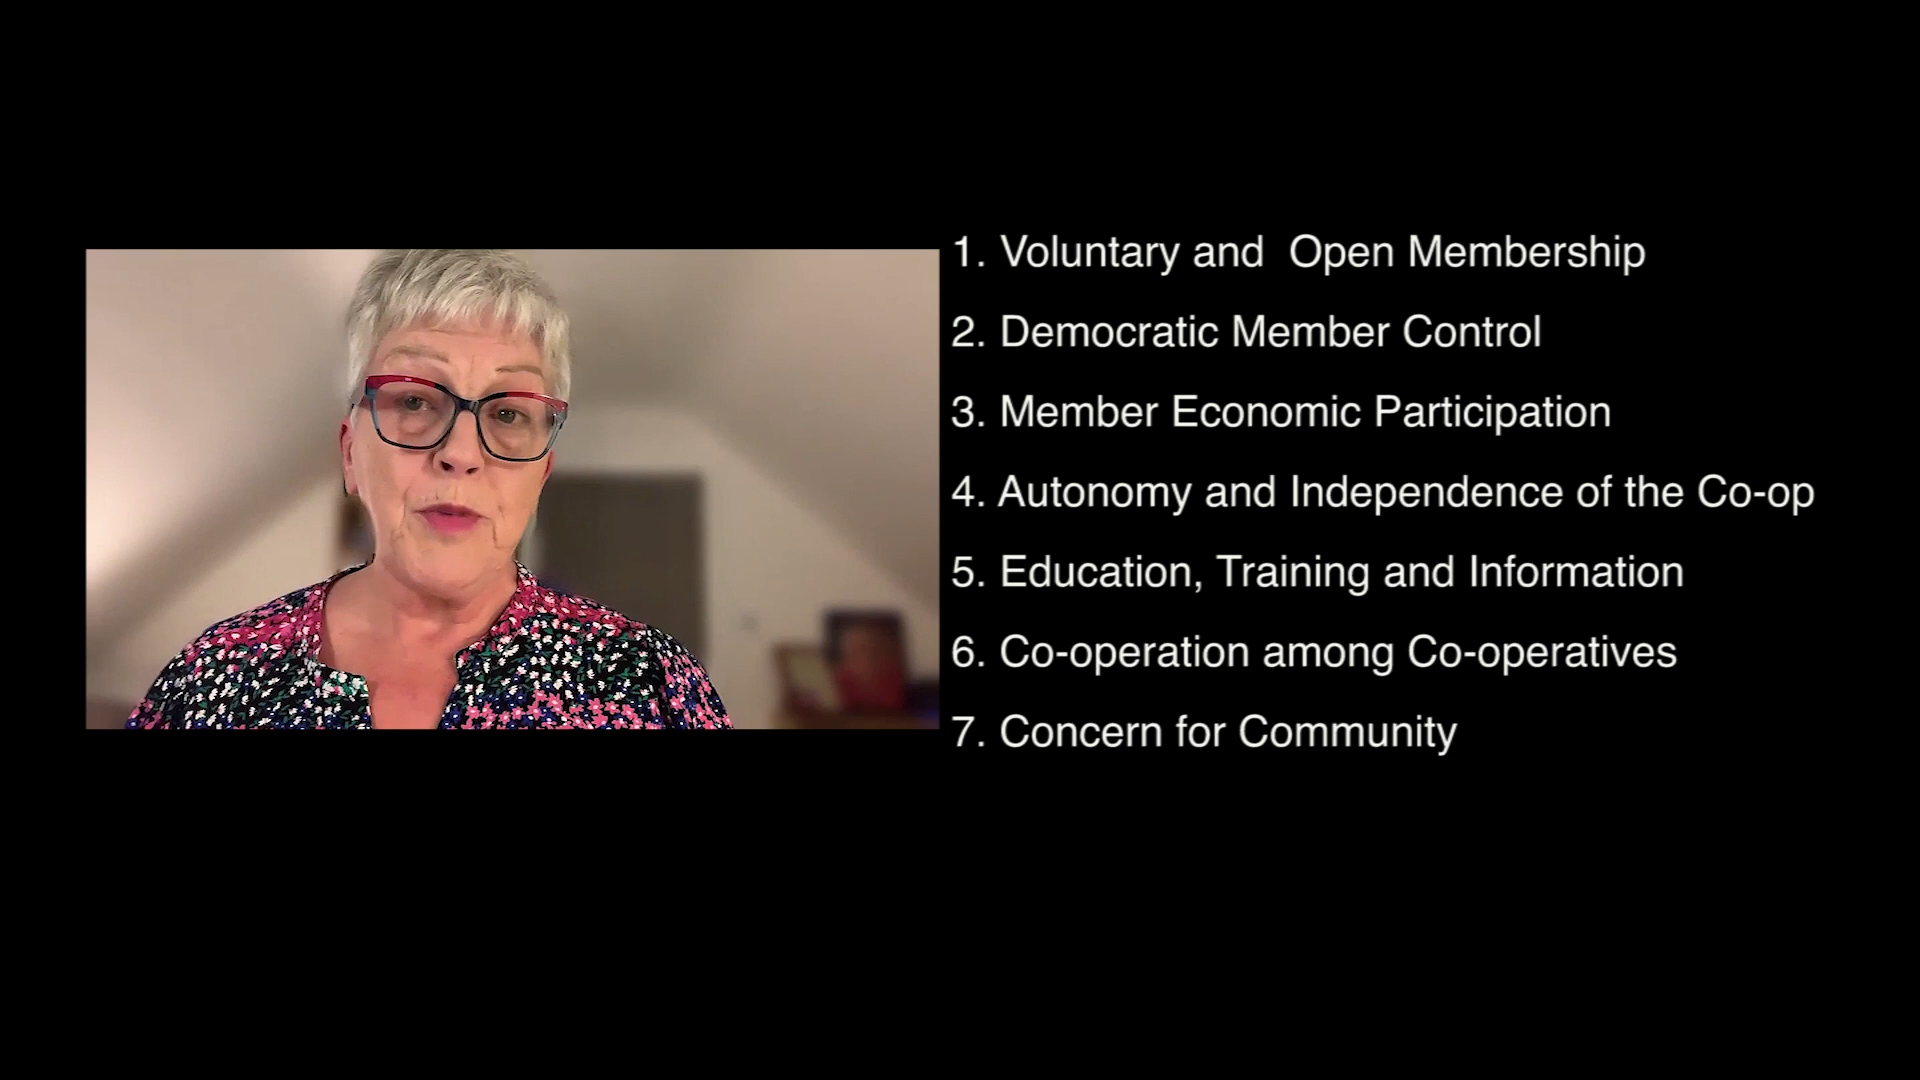 1. Voluntary and  Open Membership
2. Democratic Member Control
3. Member Economic Participation
4. Autonomy and Independence of the Co-op
5. Education, Training and Information
6. Co-operation among Co-operatives
7. Concern for Community